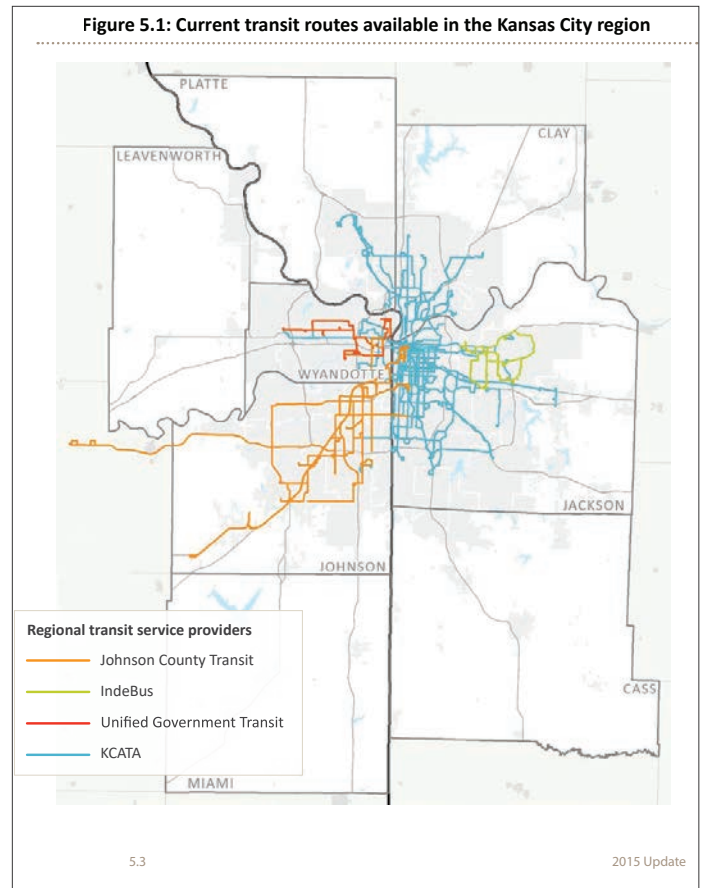 Figure 5.1: Current transit routes available in the Kansas City region
PLATTE
CLAY
LEAVENWORTH
WYANDOTTE
JACKSON
JOHNSON
Regional transit service providers
Johnson County Transit
IndeBus
Unified Government Transit
KCATA
CASS
MIAMI
5.3
2015 Update